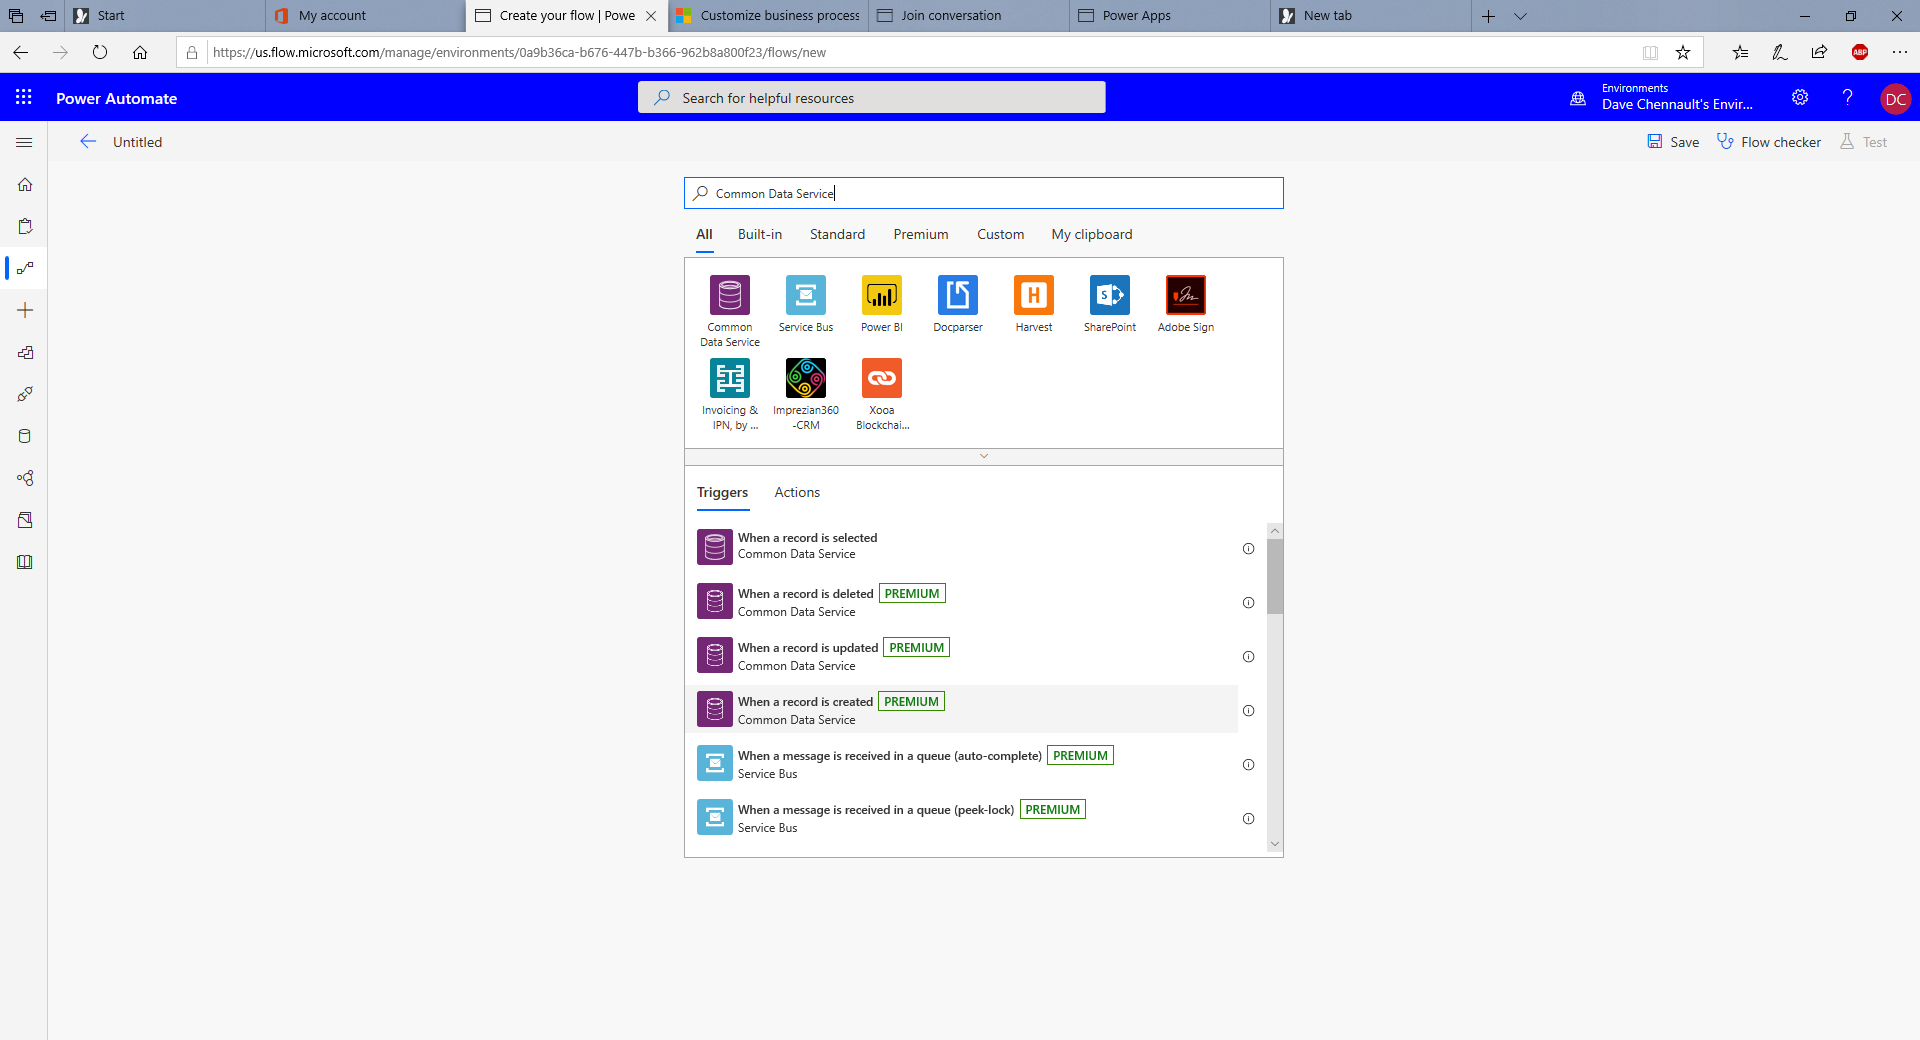 Start
My account
Create your flow | Powe
Customize business process
Join conversation
Power Apps
New tab
https://us.flow.microsoft.com/manage/environments/0a9b36ca-b676-447b-b366-962b8a800f23/flows/new
ABP
Power Automate
Search for helpful resources
Environments
Dave Chennault's Envir...
?
DC
Untitled
Save
Flow checker
Test
Common Data Service
All
Built-in
Standard
Premium
Custom
My clipboard
H
S
Common
Data Service
Service Bus
Power BI
Docparser
Harvest
SharePoint
Adobe Sign
Invoicing &
IPN, by ...
Imprezian360
-CRM
Xooa
Blockchai...
Triggers
Actions
When a record is selected
Common Data Service
When a record is deleted PREMIUM
Common Data Service
When a record is updated PREMIUM
Common Data Service
When a record is created PREMIUM
Common Data Service
When a message is received in a queue (auto-complete) PREMIUM
Service Bus
When a message is received in a queue (peek-lock) PREMIUM
Service Bus